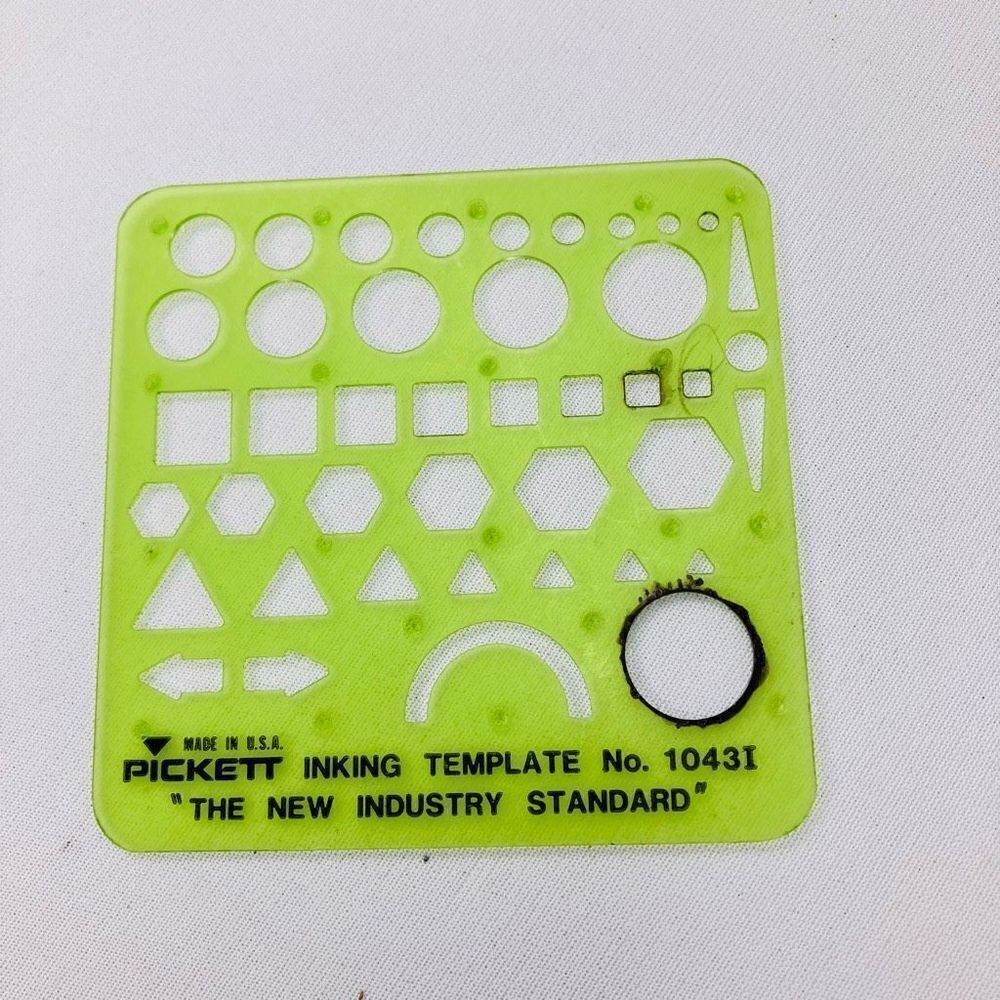 MADE IN U.S.A.
PICKETT INKING TEMPLATE No. 1043I
"THE NEW INDUSTRY STANDARD"